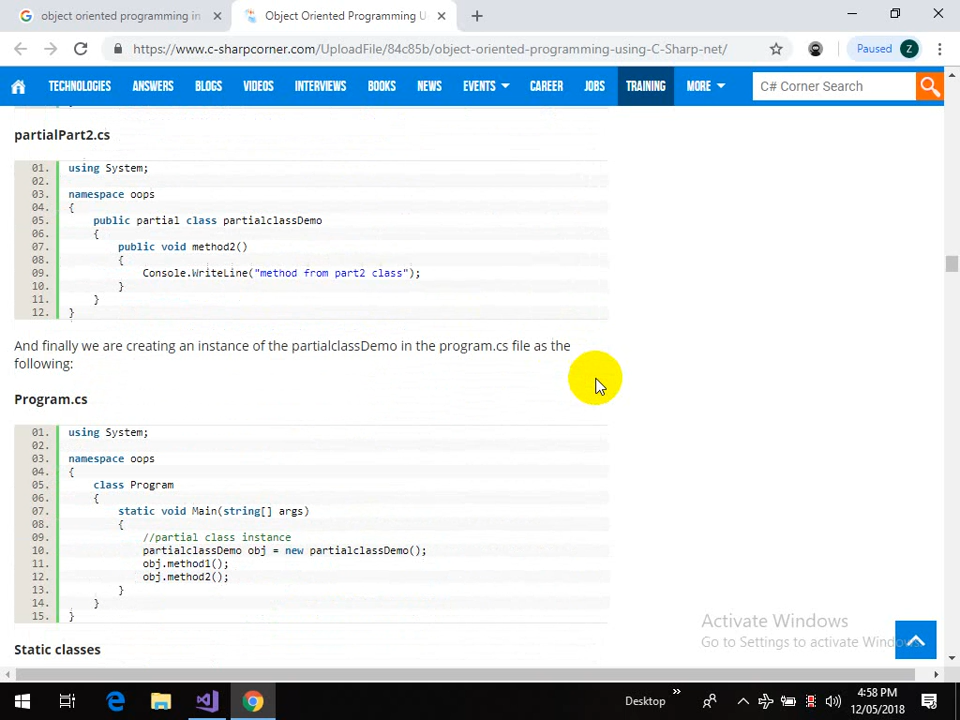 object oriented programming in
Object Oriented Programming U
https://www.c-sharpcorner.com/UploadFile/84c85b/object-oriented-programming-using-C-Sharp-net/
Paused Z
TECHNOLOGIES ANSWERS BLOGS VIDEOS INTERVIEWS BOOKS NEWS EVENTS CAREER JOBS TRAINING MORE C# Corner Search
partialPart2.cs
01. using System;
02.
03. namespace oops
04. {
05. public partial class partialclassDemo
06. {
07. public void method2()
08. {
09. Console.WriteLine("method from part2 class");
10. }
11. }
12. }
And finally we are creating an instance of the partialclassDemo in the program.cs file as the
following:
Program.cs
01. using System;
02.
03. namespace oops
04. {
05. class Program
06. {
07. static void Main(string[] args)
08. {
09. //partial class instance
10. partialclassDemo obj = new partialclassDemo();
11. obj.method1();
12. obj.method2();
13. }
14. }
15. }
Static classes
Activate Windows
Go to Settings to activate Windows.
Desktop
4:58 PM
12/05/2018